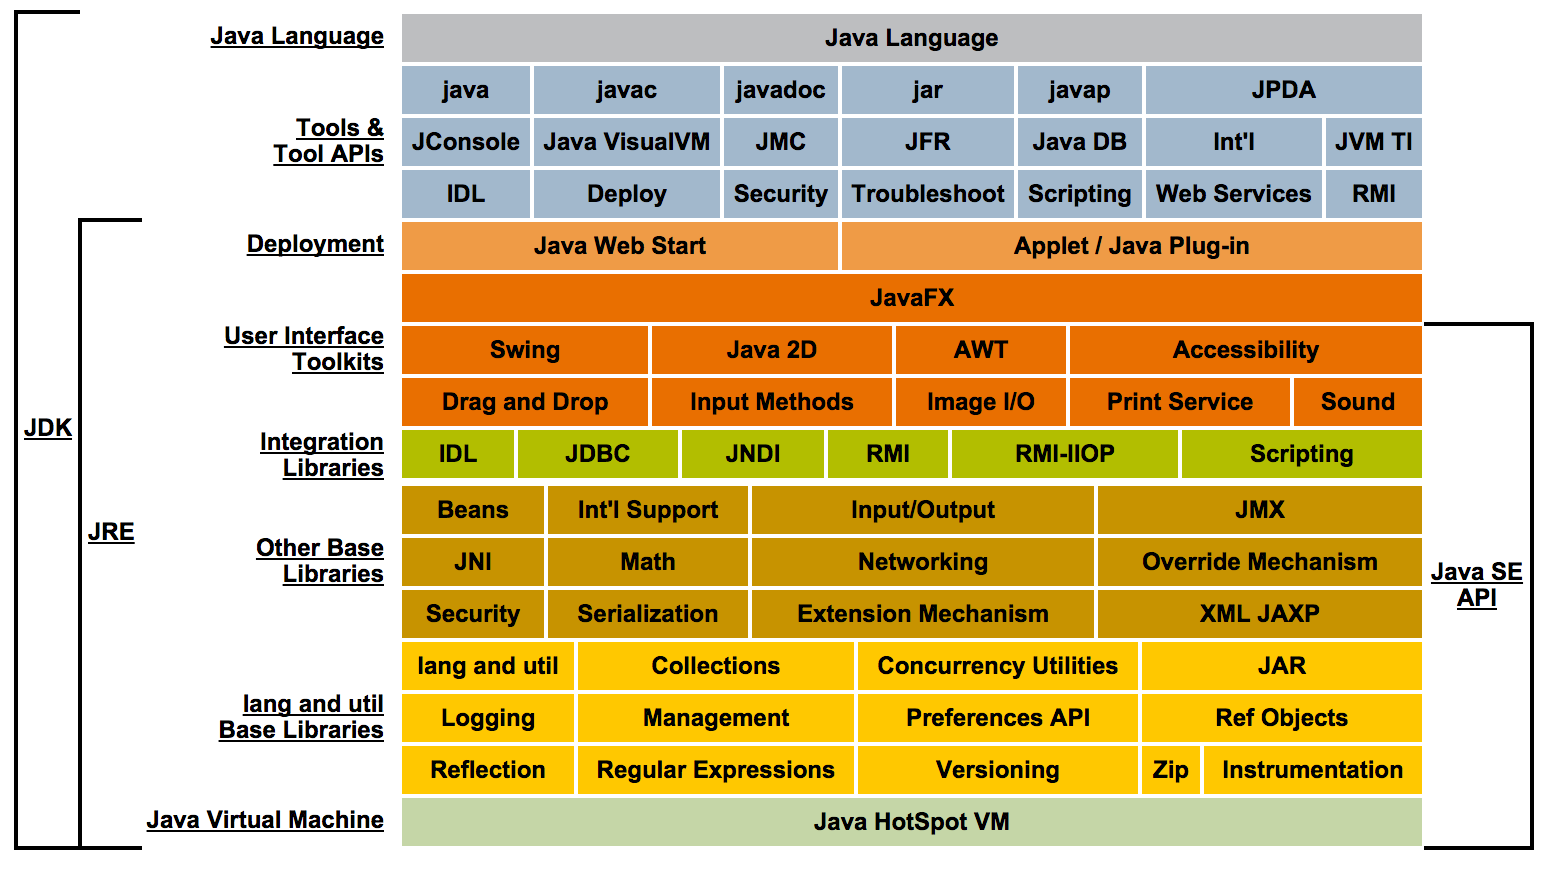 Java Language
Java Language
java javac javadoc jar javap JPDA
Tools &
Tool APIs
JConsole Java VisualVM JMC JFR Java DB Int'l JVM TI
IDL Deploy Security Troubleshoot Scripting Web Services RMI
Deployment
Java Web Start Applet / Java Plug-in
JavaFX
User Interface
Toolkits
Swing Java 2D AWT Accessibility
Drag and Drop Input Methods Image I/O Print Service Sound
JDK
Integration
Libraries
IDL JDBC JNDI RMI RMI-IIOP Scripting
Beans Int'l Support Input/Output JMX
JRE
Other Base
Libraries
JNI Math Networking Override Mechanism
Java SE
API
Security Serialization Extension Mechanism XML JAXP
lang and util Collections Concurrency Utilities JAR
lang and util
Base Libraries
Logging Management Preferences API Ref Objects
Reflection Regular Expressions Versioning Zip Instrumentation
Java Virtual Machine
Java HotSpot VM